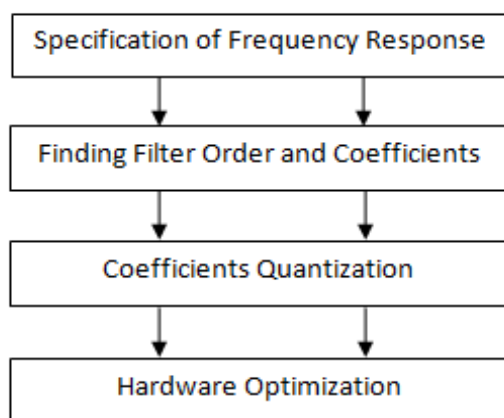 Specification of Frequency Response
Finding Filter Order and Coefficients
Coefficients Quantization
Hardware Optimization